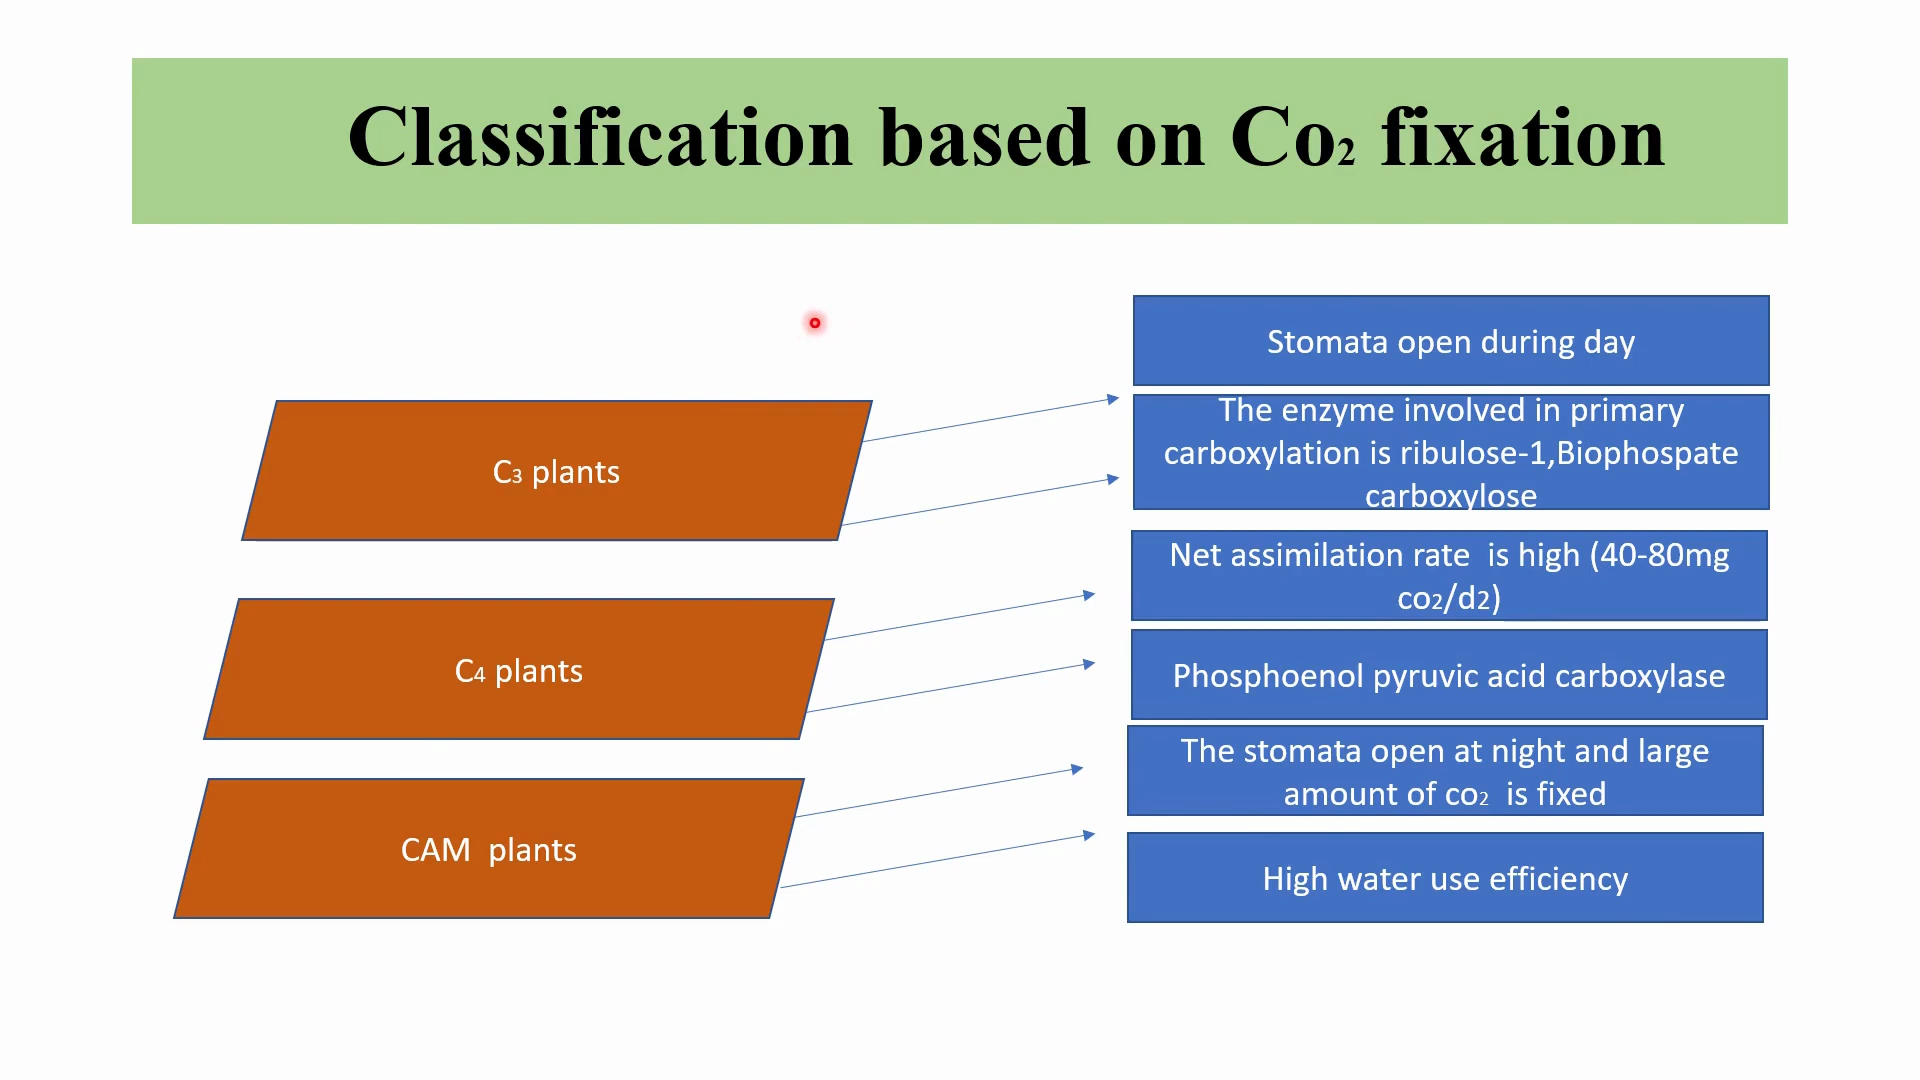 Classification based on Co₂ fixation
Stomata open during day
C₃ plants
The enzyme involved in primary
carboxylation is ribulose-1,Biophospate
carboxylose
C₄ plants
Net assimilation rate is high (40-80mg
co₂/d2)
Phosphoenol pyruvic acid carboxylase
CAM plants
The stomata open at night and large
amount of co₂ is fixed
High water use efficiency